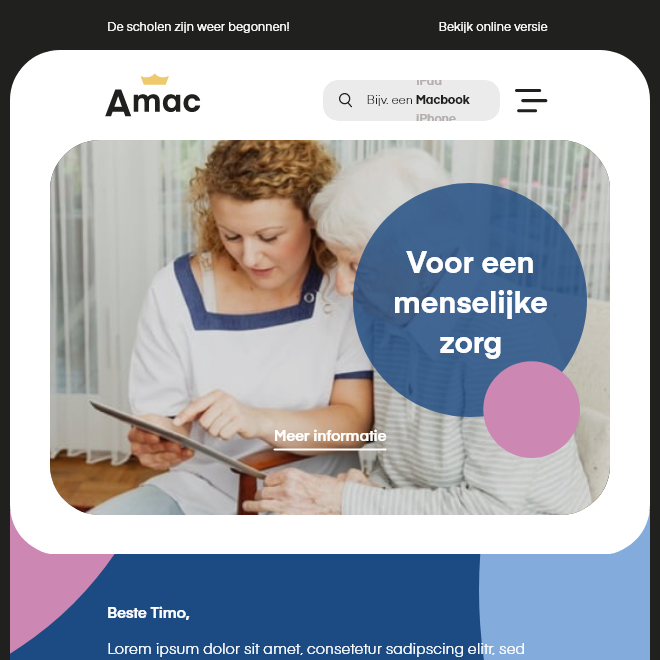 De scholen zijn weer begonnen!
Bekijk online versie
Amac
iPad
Bijv. een Macbook
iPhone
Voor een
menselijke
zorg
Meer informatie
Beste Timo,
Lorem ipsum dolor sit amet, consetetur sadipscing elitr, sed